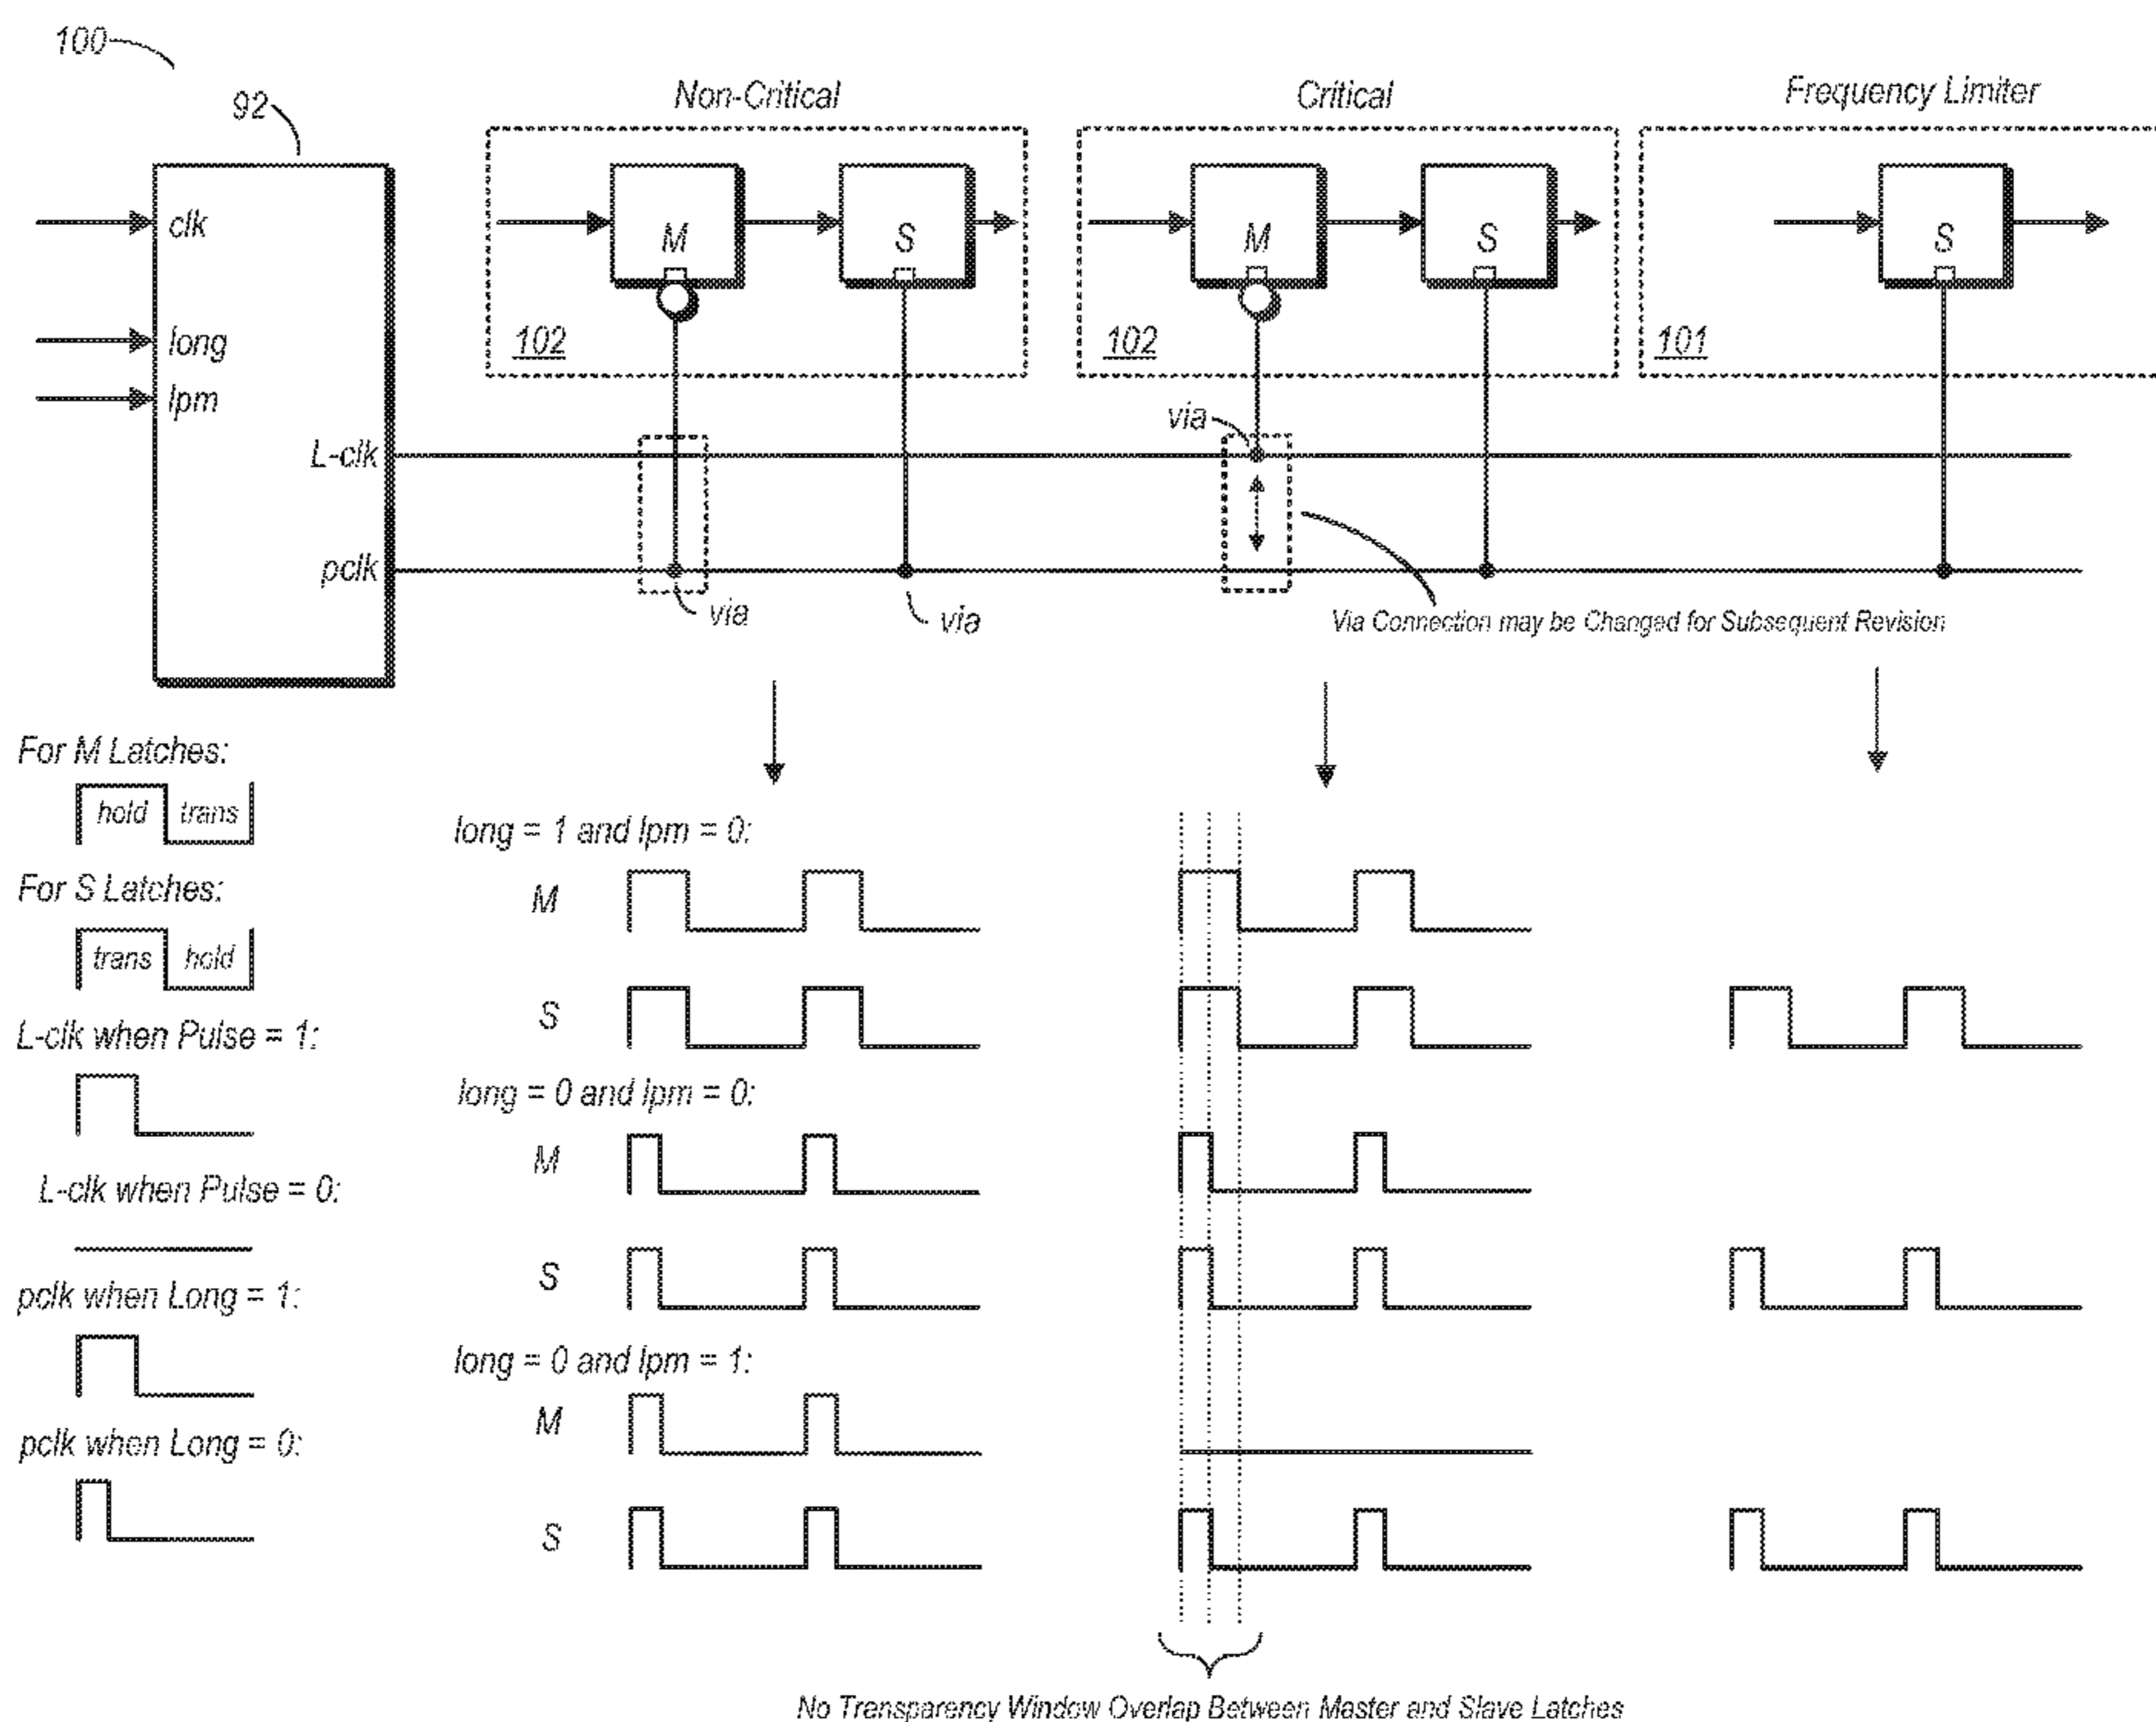 100
92
Non-Critical
Critical
Frequency Limiter
clk
long
lpm
L-clk
pclk
M
S
102
M
S
102
S
101
via
via
via
Via Connection may be Changed for Subsequent Revision
For M Latches:
hold trans
For S Latches:
trans hold
L-clk when Pulse = 1:
L-clk when Pulse = 0:
pclk when Long = 1:
pclk when Long = 0:
long = 1 and lpm = 0:
M
S
long = 0 and lpm = 0:
M
S
long = 0 and lpm = 1:
M
S
No Transparency Window Overlap Between Master and Slave Latches